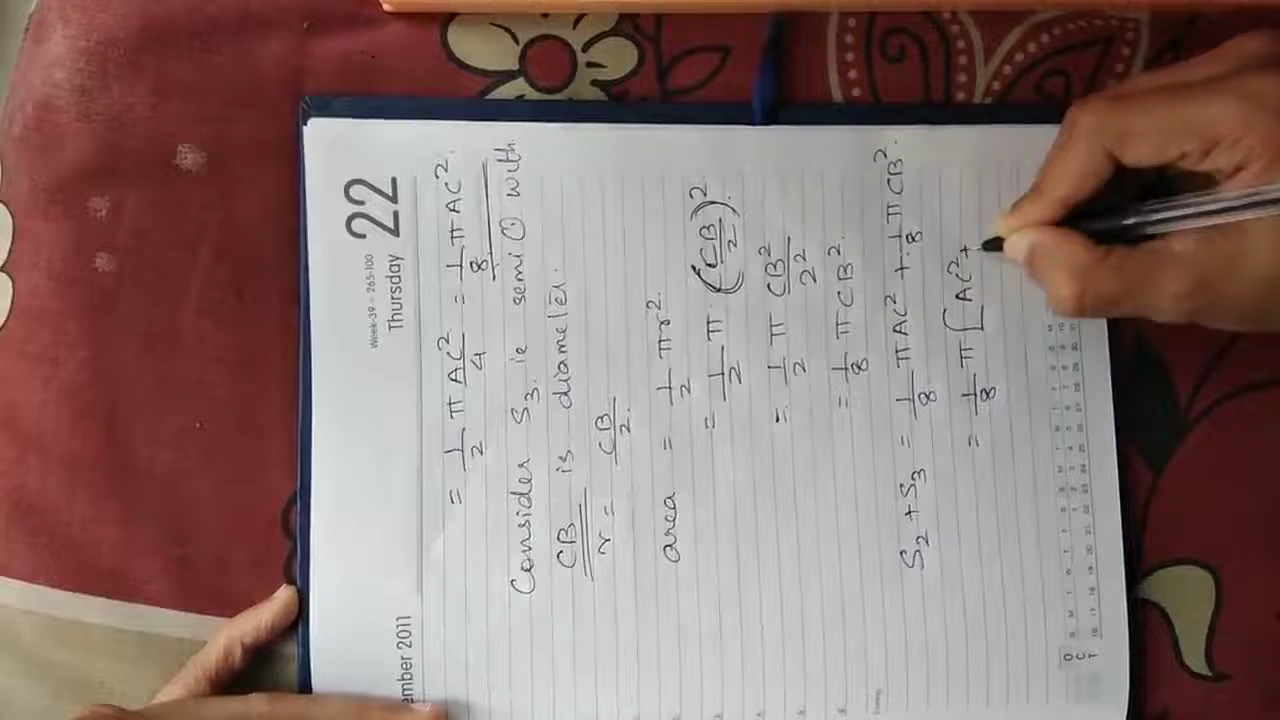 ember 2011
Week-39 - 265-100
Thursday 22
= 1/2 π AC²/4 = 1/8 π AC².
Consider S₃. ie semi ⊙ with
CB is diameter.
r = CB/2.
area = 1/2 πr².
= 1/2 π (CB/2)².
= 1/2 π CB²/2²
= 1/8 π CB².
S₂ + S₃ = 1/8 π AC² + 1/8 π CB².
= 1/8 π [AC² +
O C T